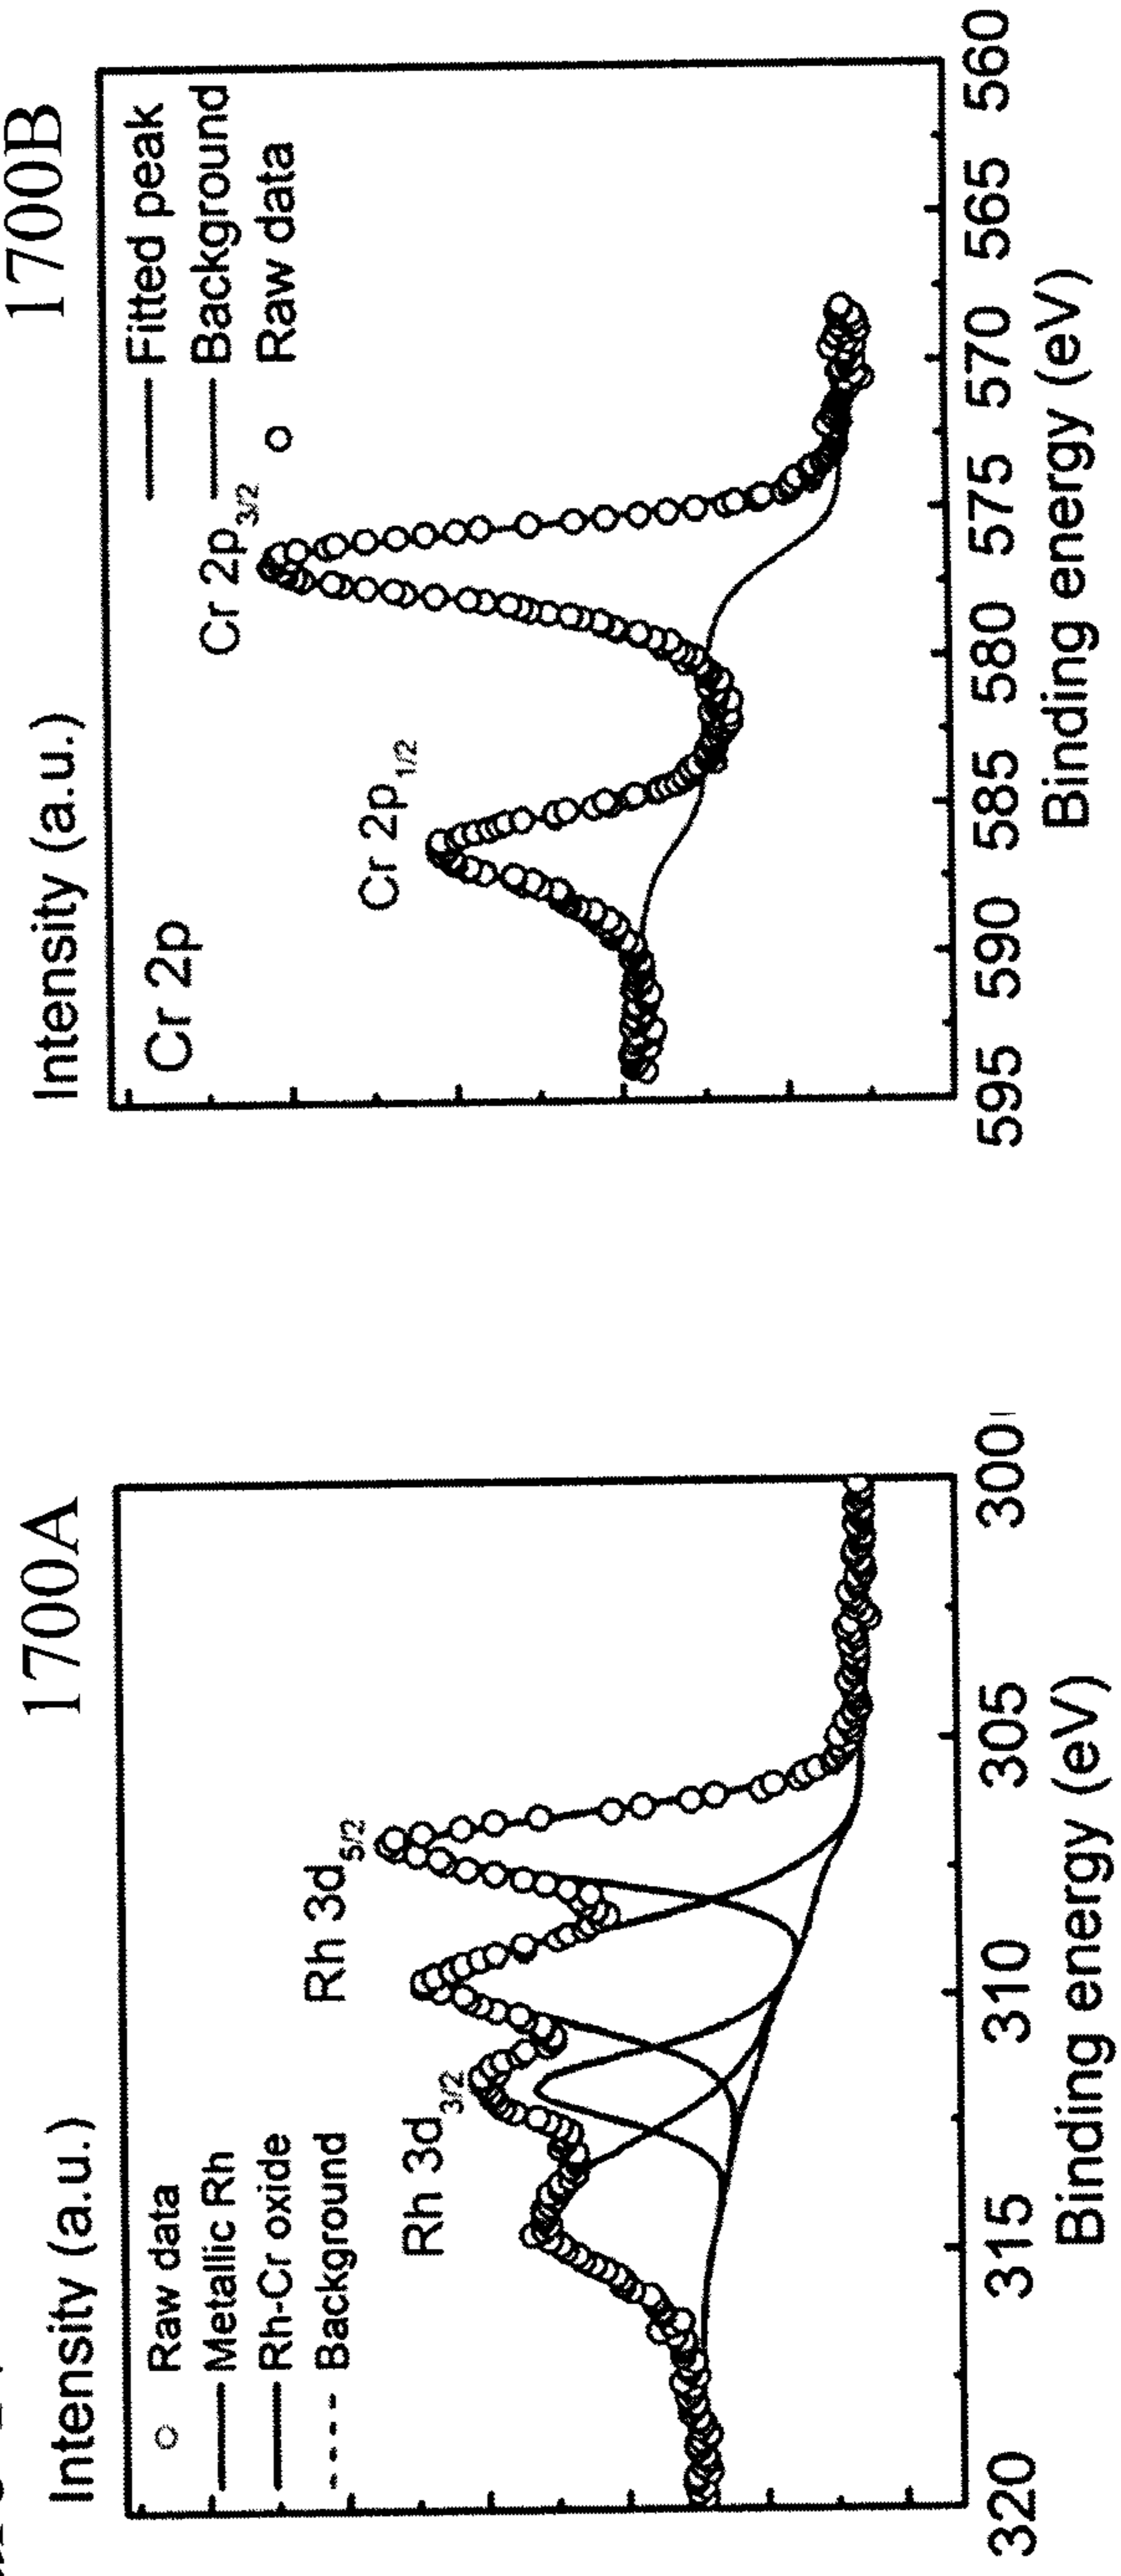 1700A
Intensity (a.u.)
Raw data
Metallic Rh
Rh-Cr oxide
Background
Rh 3d5/2
Rh 3d3/2
320 315 310 305 300
Binding energy (eV)
1700B
Intensity (a.u.)
Cr 2p
Fitted peak
Background
Raw data
Cr 2p3/2
Cr 2p1/2
595 590 585 580 575 570 565 560
Binding energy (eV)